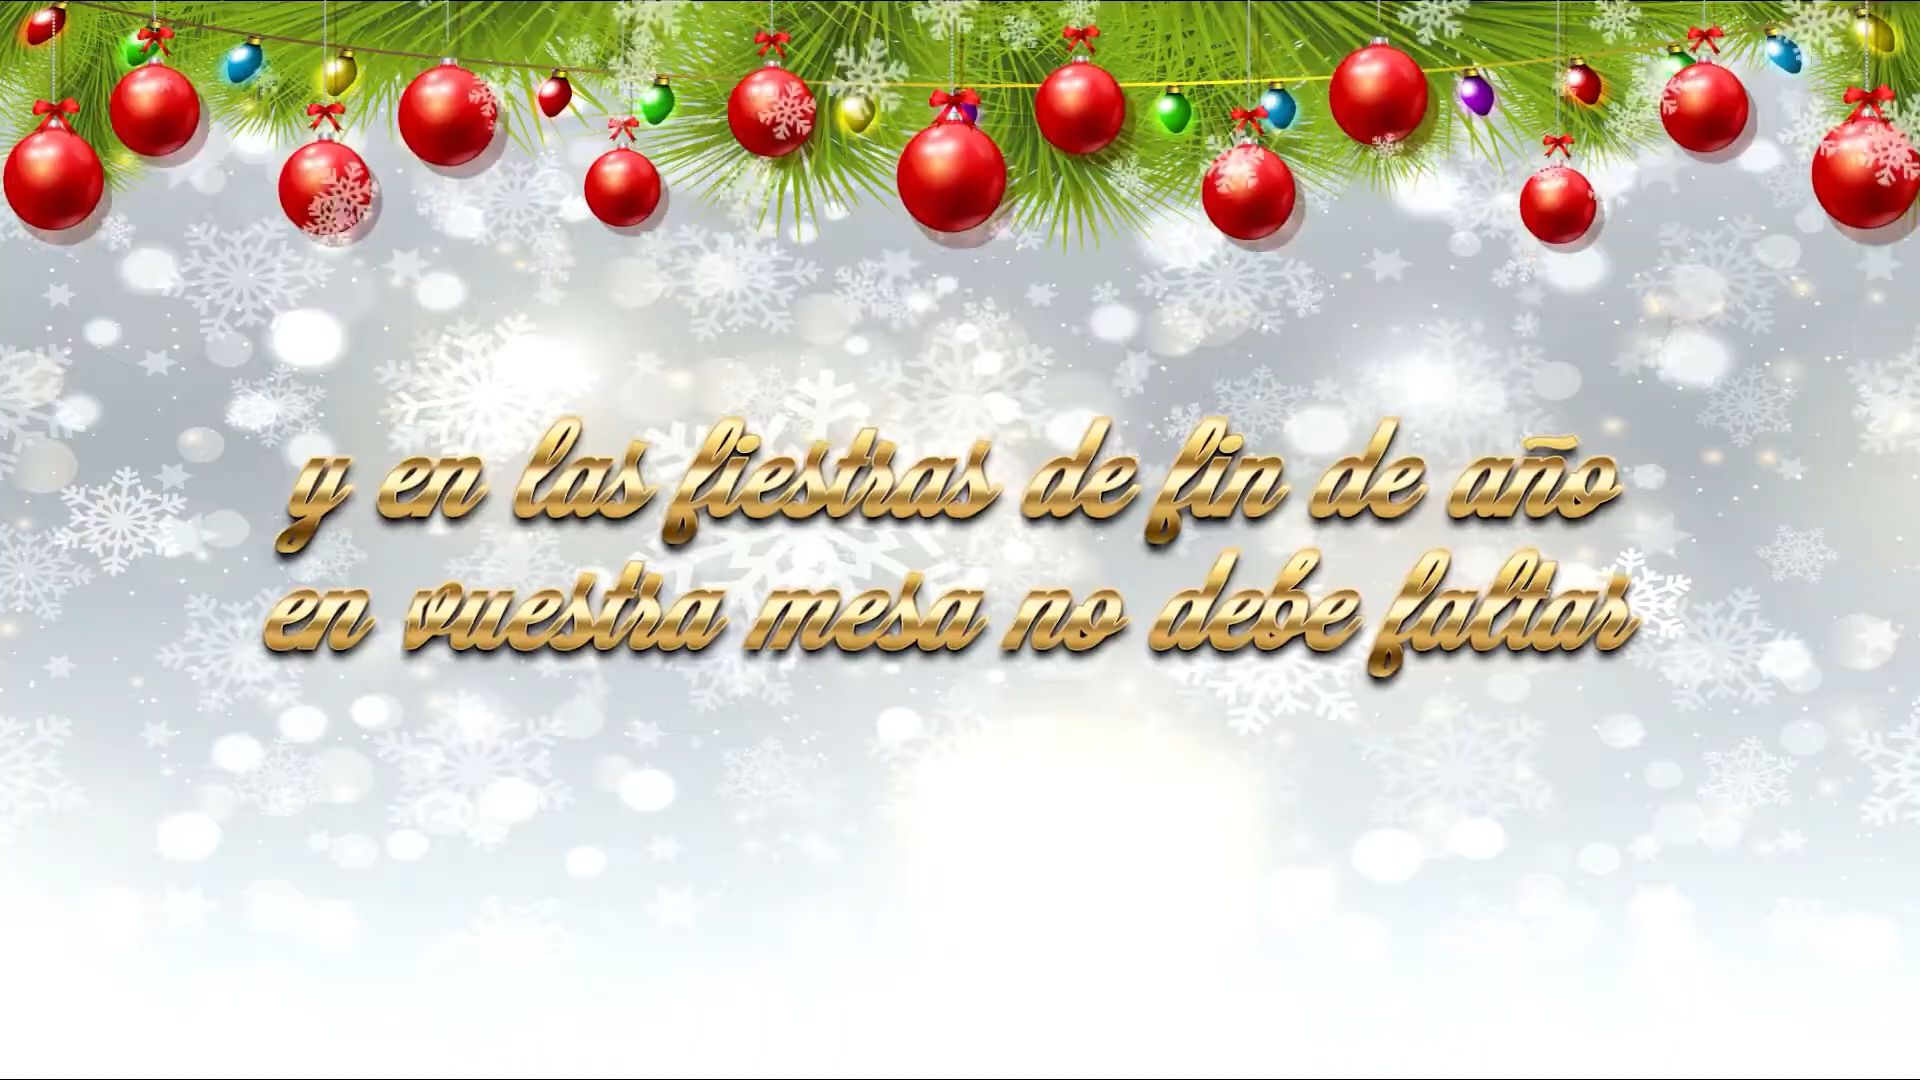 y en las fiestras de fin de año
en vuestra mesa no debe faltar